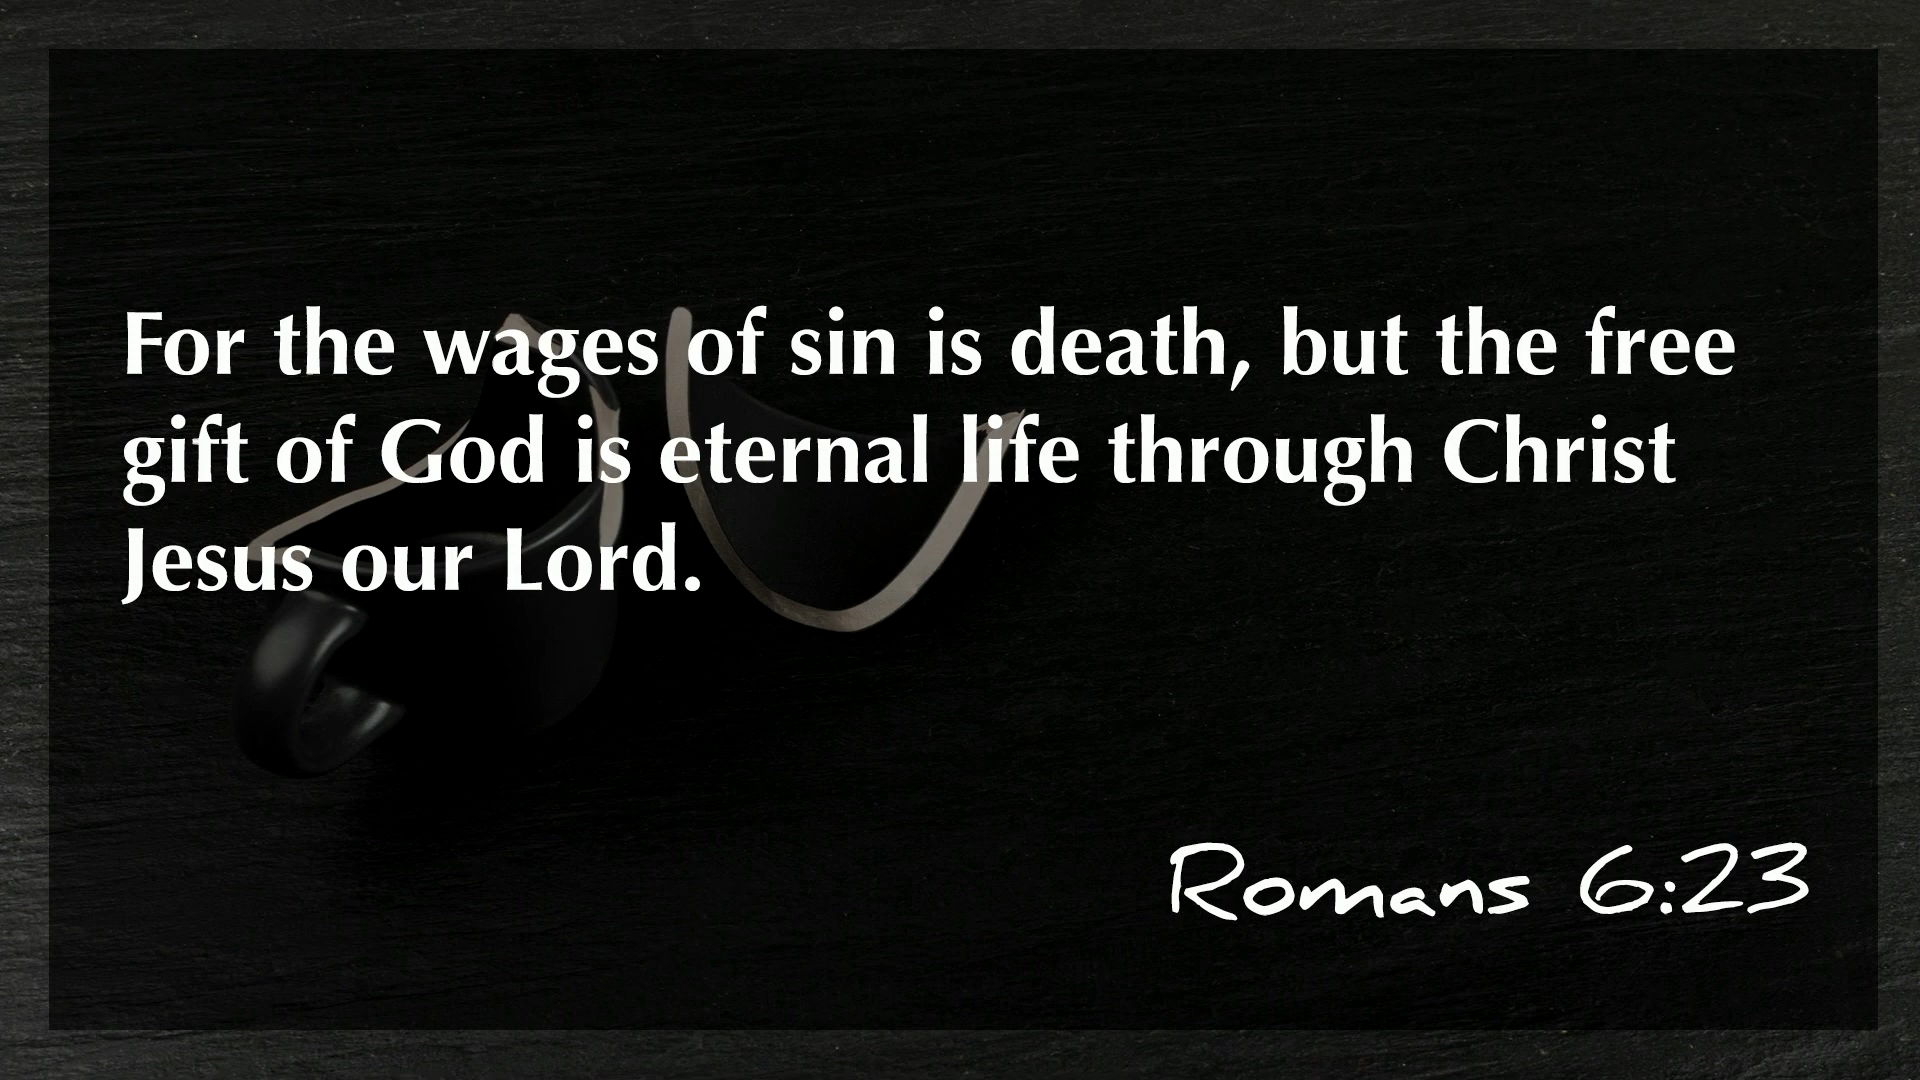 For the wages of sin is death, but the free
gift of God is eternal life through Christ
Jesus our Lord.
Romans 6:23